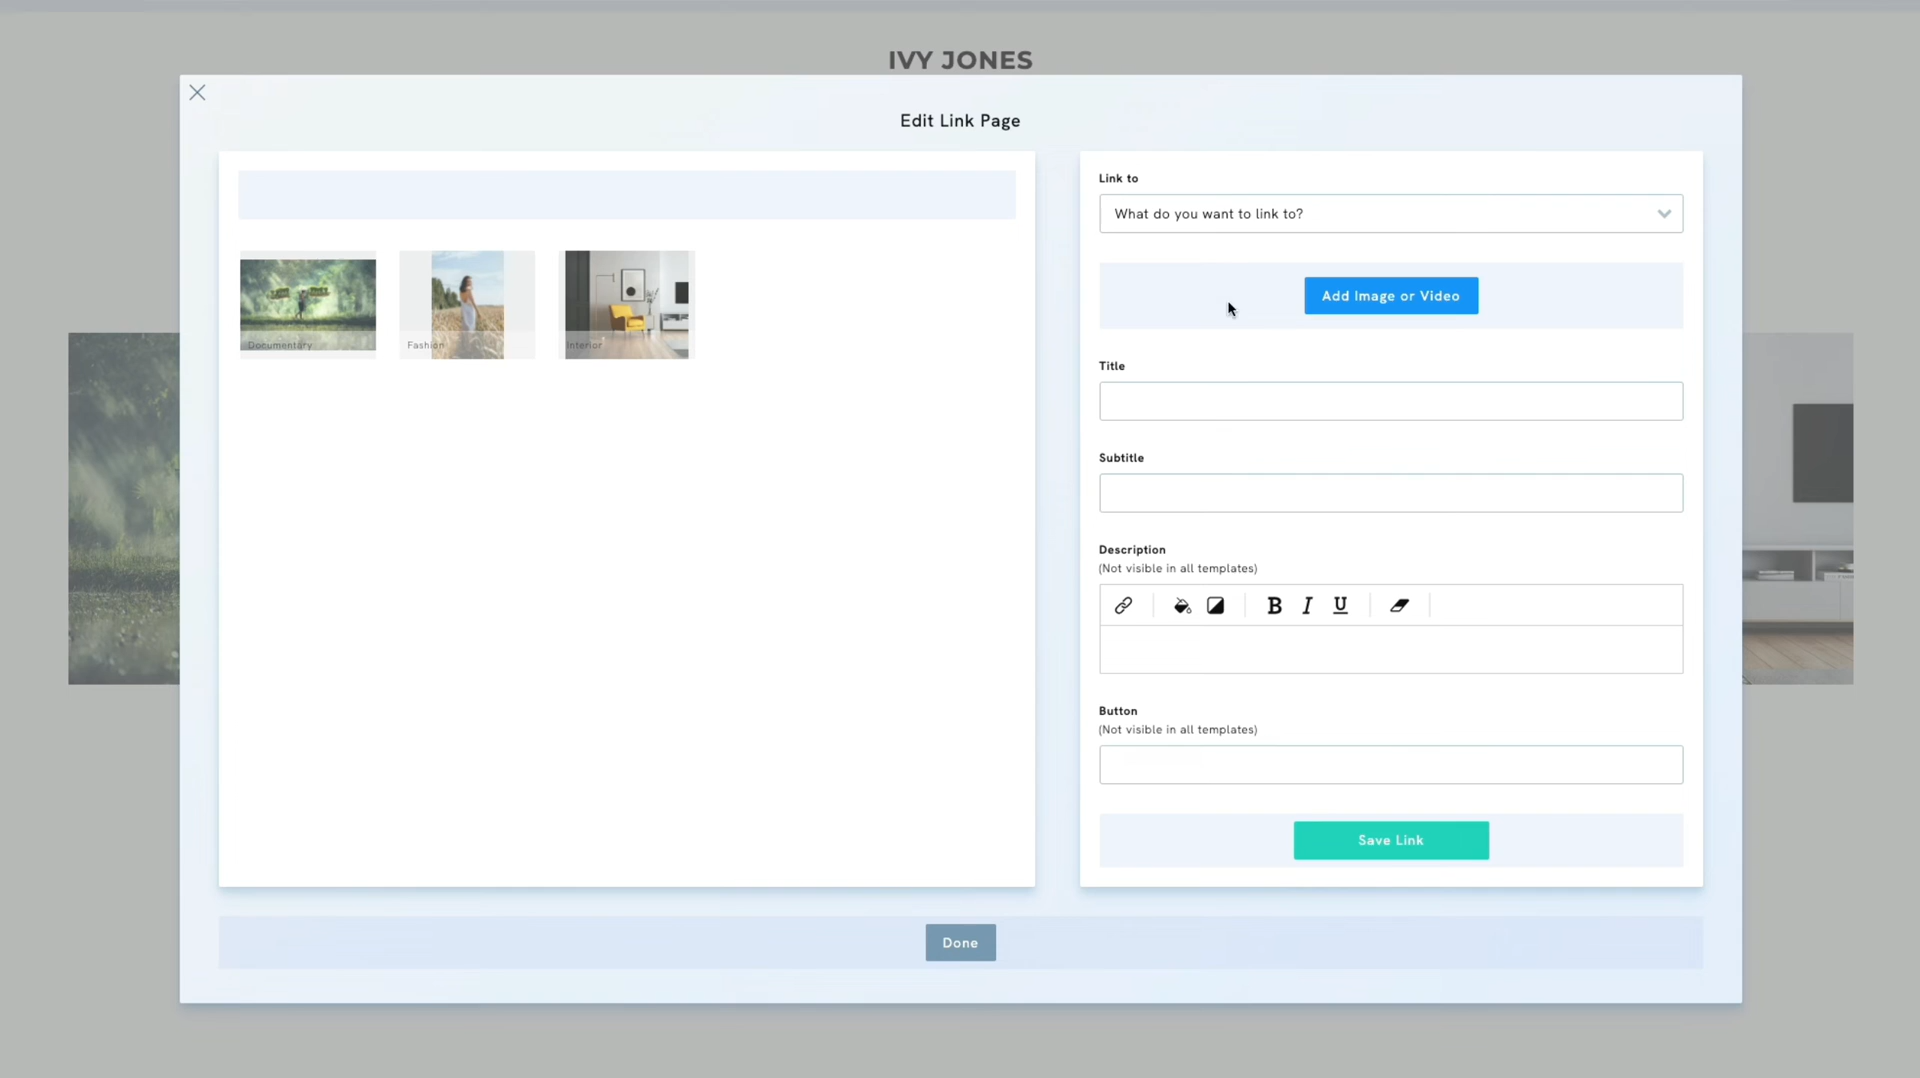 IVY JONES
Edit Link Page
Documentary
Fashion
Interior
Link to
What do you want to link to?
Add Image or Video
Title
Subtitle
Description
(Not visible in all templates)
B I U
Button
(Not visible in all templates)
Save Link
Done